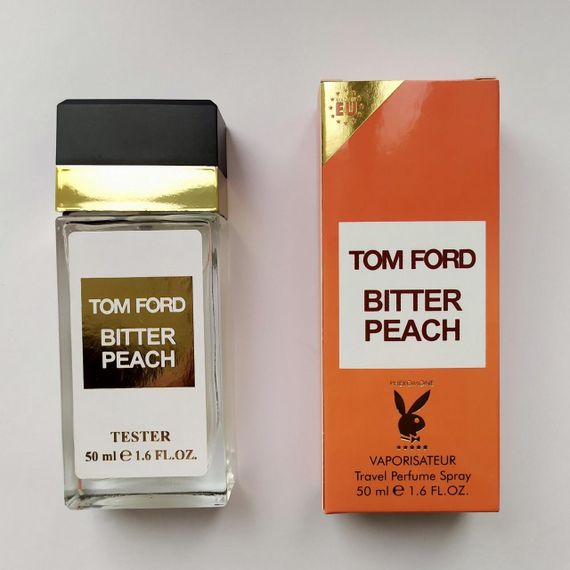 TOM FORD
BITTER
PEACH
TESTER
50 ml ℮ 1.6 FL.OZ.
EU
TOM FORD
BITTER
PEACH
PHEROMONE
VAPORISATEUR
Travel Perfume Spray
50 ml ℮ 1.6 FL.OZ.